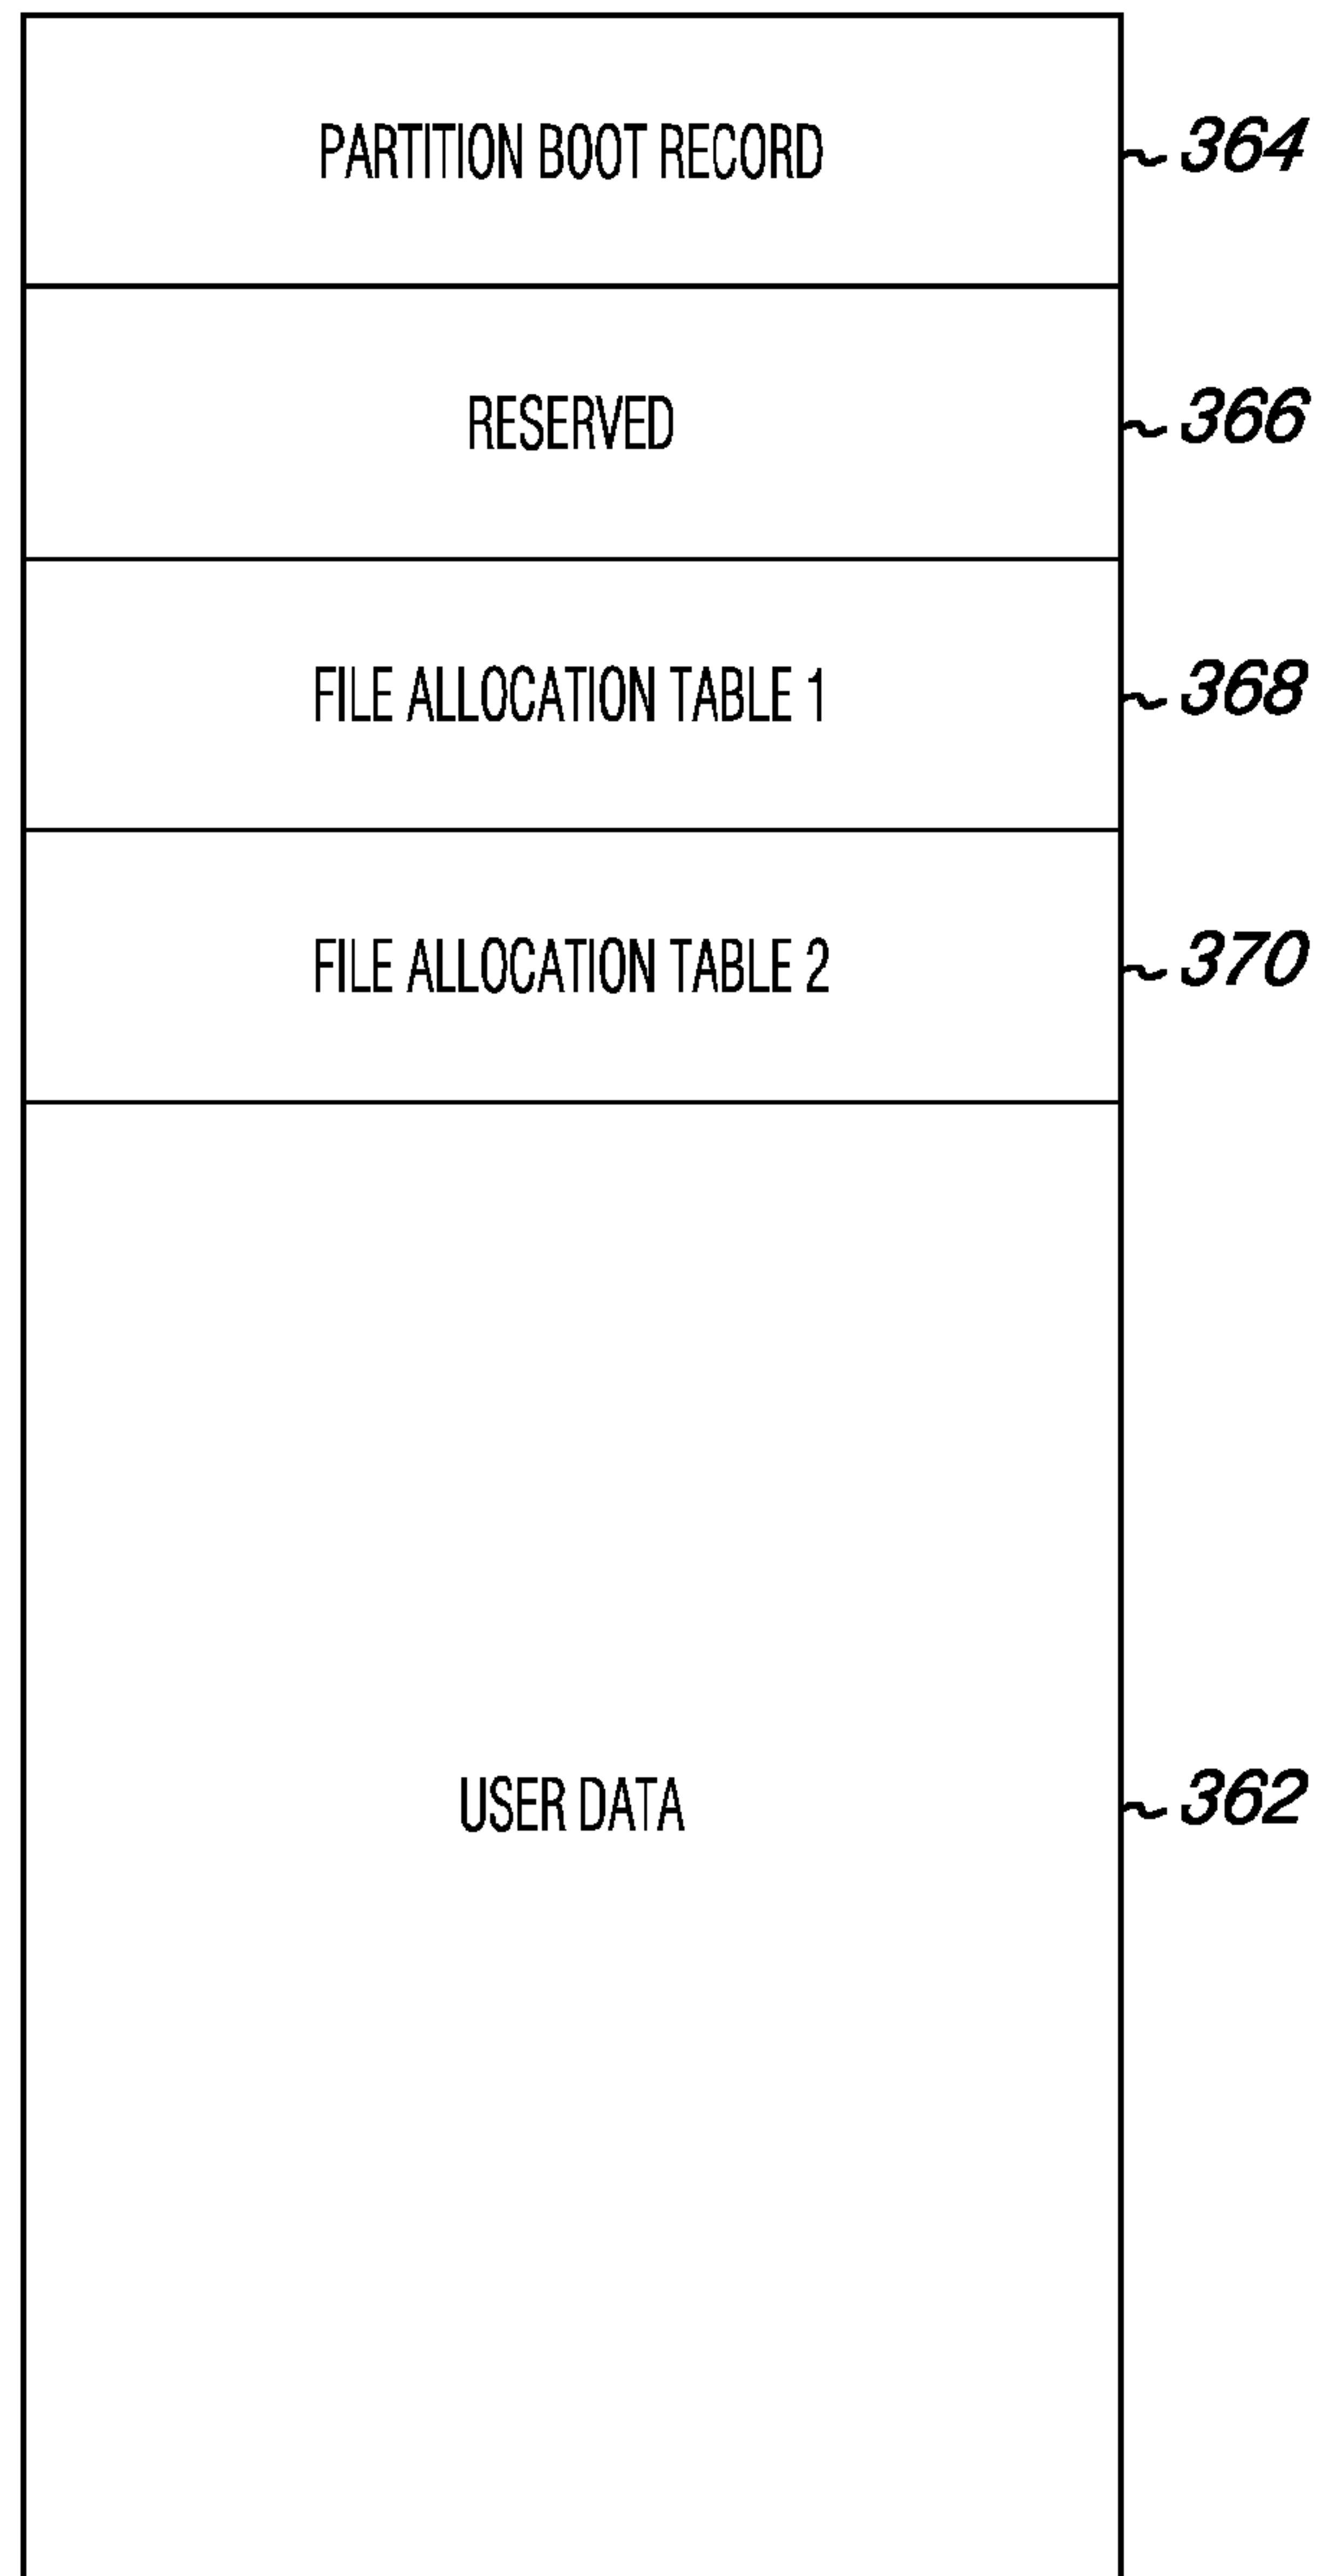 PARTITION BOOT RECORD 364
RESERVED 366
FILE ALLOCATION TABLE 1 368
FILE ALLOCATION TABLE 2 370
USER DATA 362